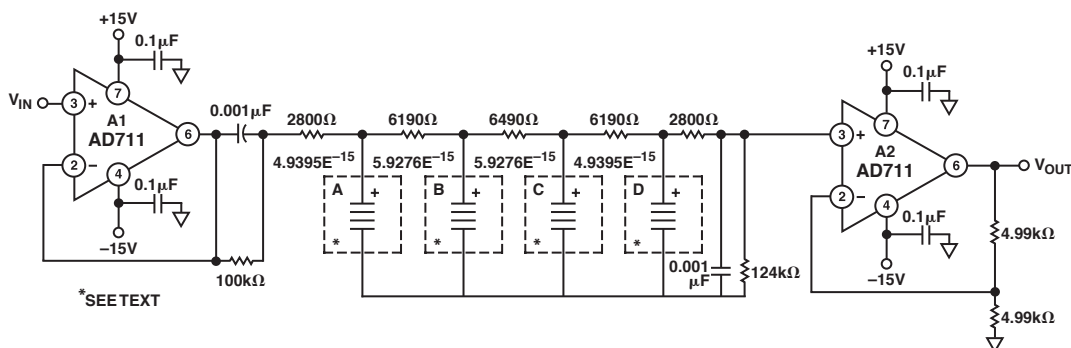 +15V
0.1μF
VIN
3
+
7
A1
AD711
6
2
−
4
0.1μF
−15V
100kΩ
*SEE TEXT
0.001μF
2800Ω
6190Ω
6490Ω
6190Ω
2800Ω
4.9395E−15
5.9276E−15
5.9276E−15
4.9395E−15
A
+
*
B
+
*
C
+
*
D
+
*
0.001
μF
124kΩ
+15V
0.1μF
3
+
7
A2
AD711
6
VOUT
2
−
4
0.1μF
−15V
4.99kΩ
4.99kΩ